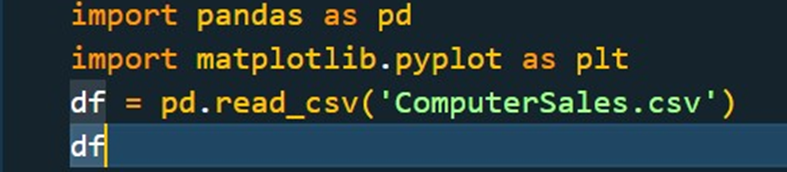 import pandas as pd
import matplotlib.pyplot as plt
df = pd.read_csv('ComputerSales.csv')
df